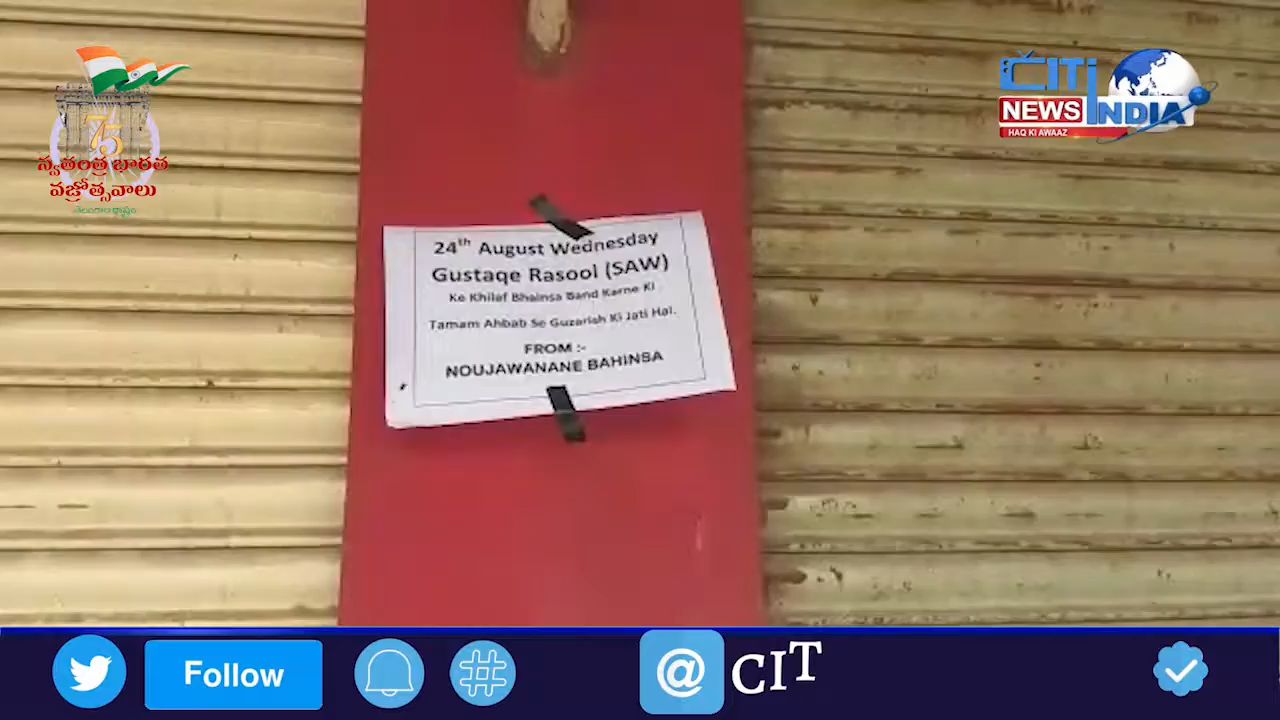 75
స్వతంత్ర భారత
వజ్రోత్సవాలు
CITI
NEWS INDIA
HAQ KI AWAAZ
24th August Wednesday
Gustaqe Rasool (SAW)
Ke Khilaf Bhainsa Band Karne Ki
Tamam Ahbab Se Guzarish Ki Jati Hai.
FROM :-
NOUJAWANANE BAHINSA
Follow
@ CIT